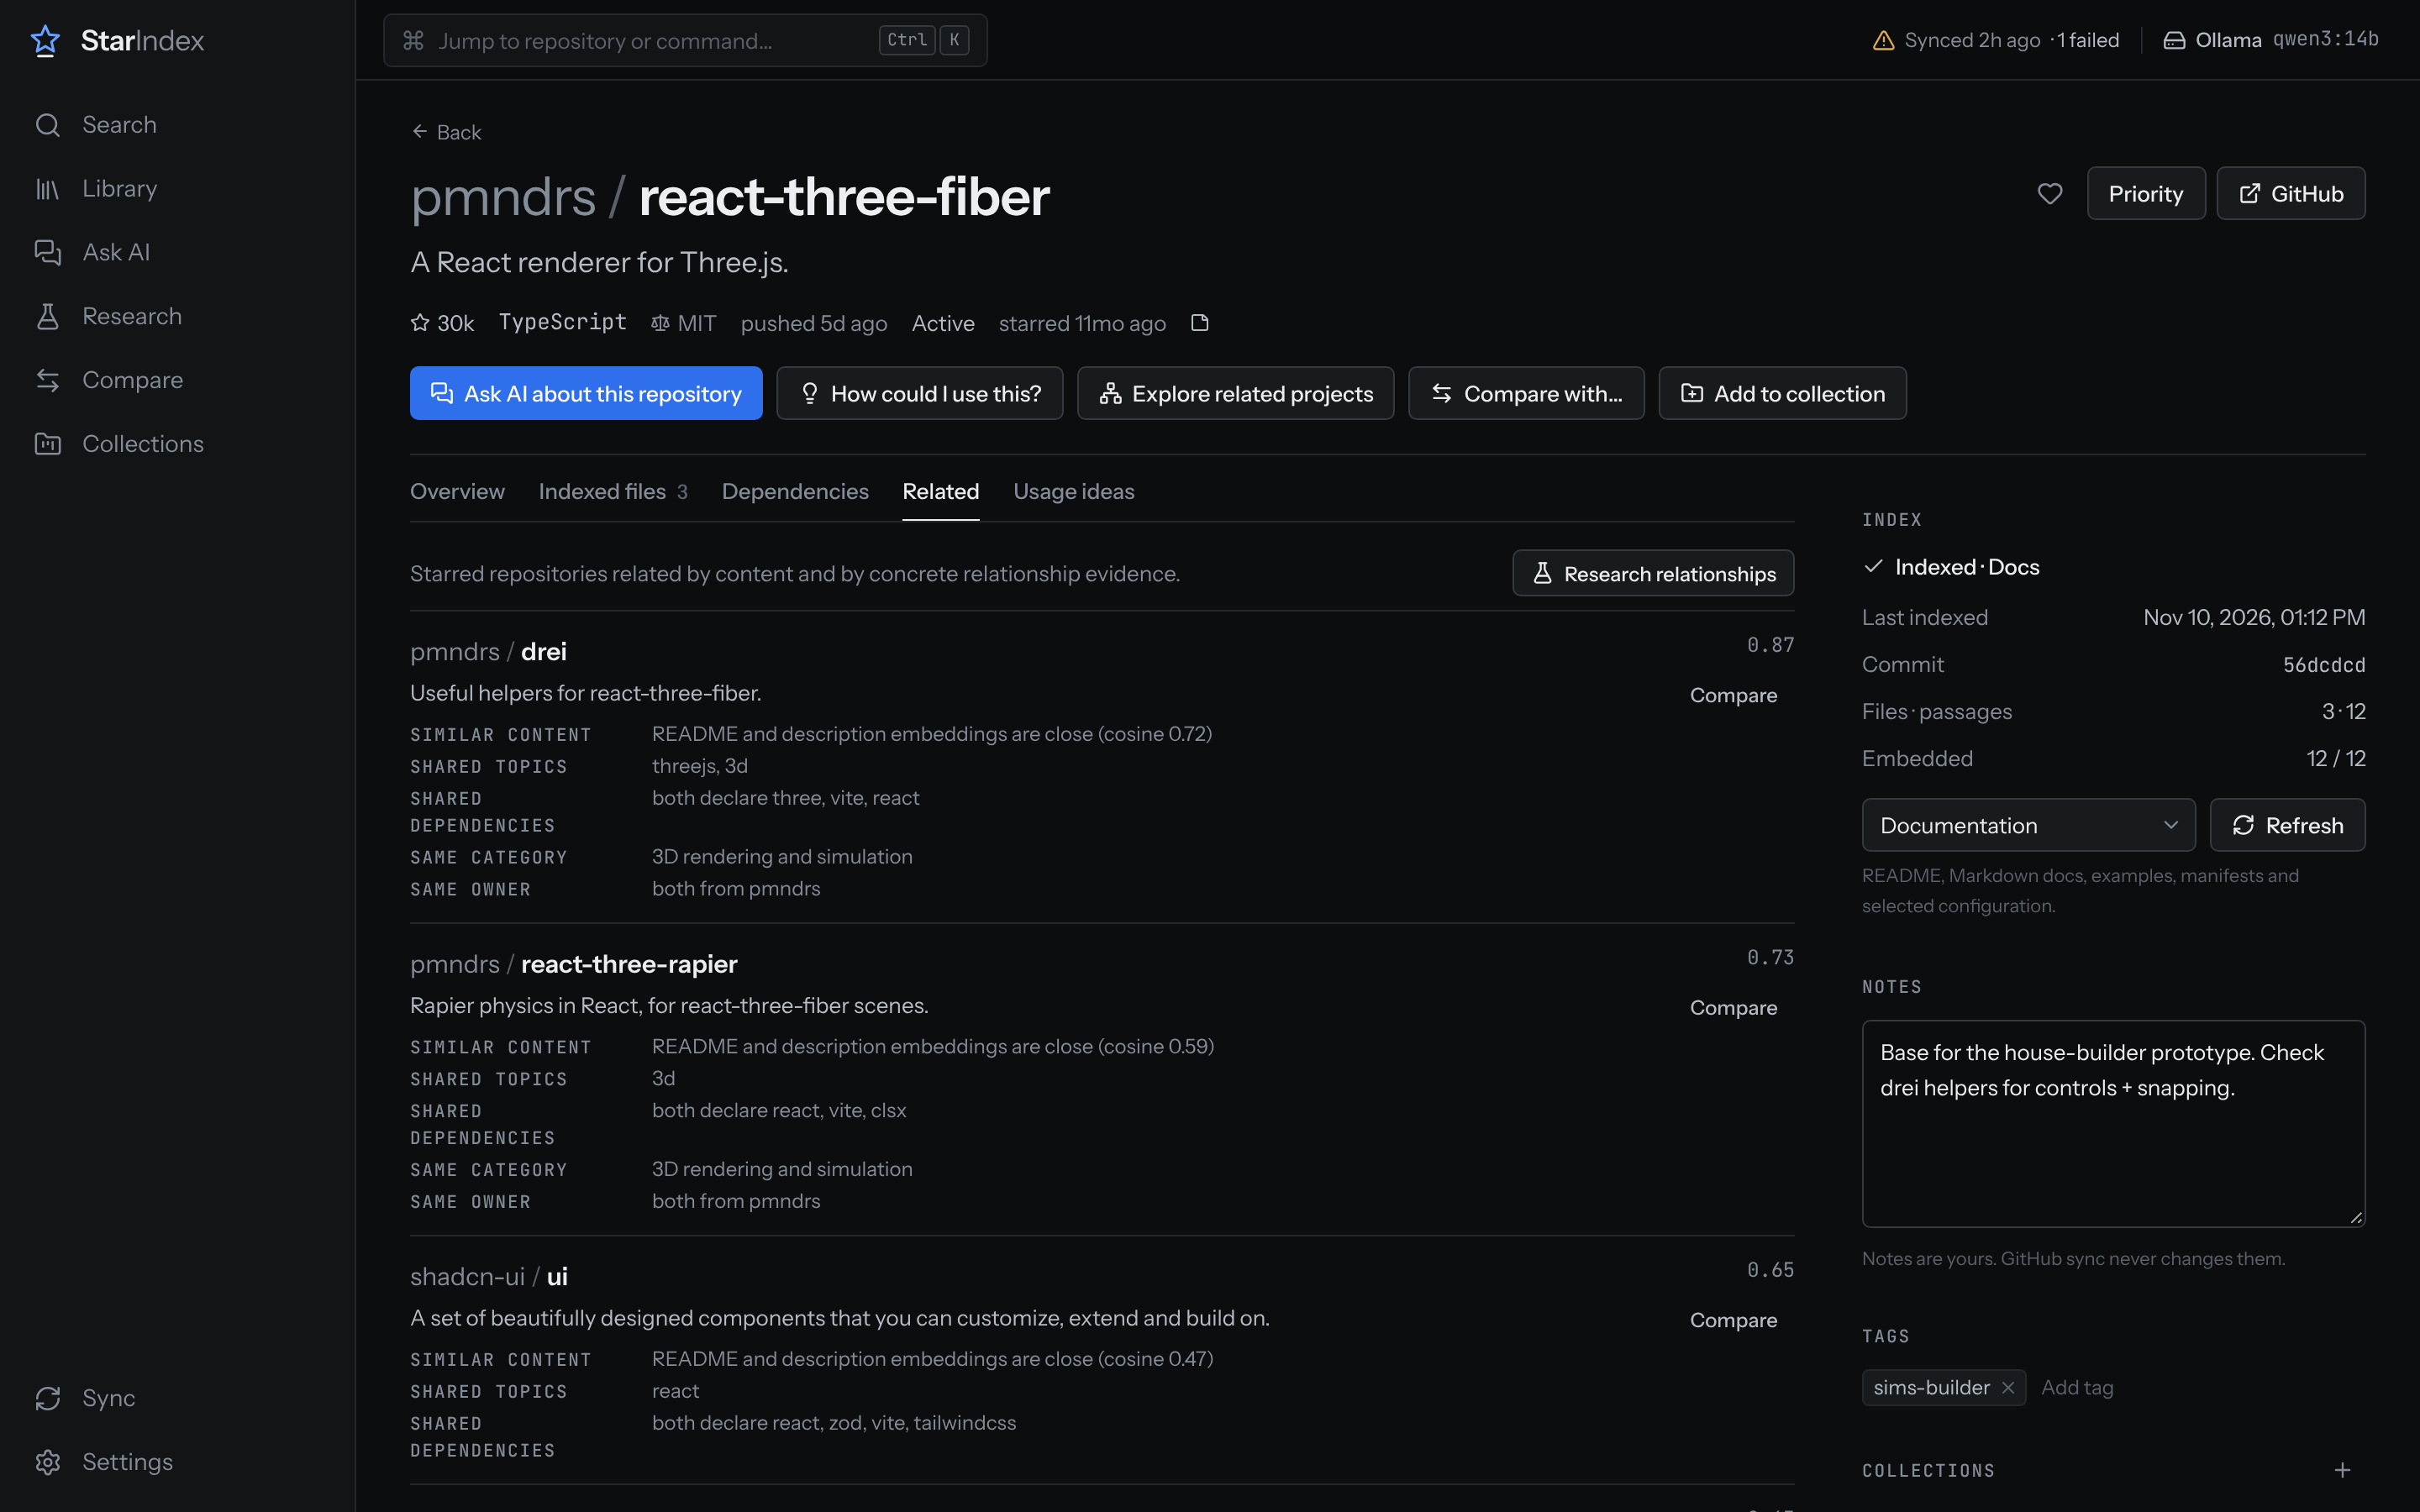 StarIndex
Search
Library
Ask AI
Research
Compare
Collections
Sync
Settings
Jump to repository or command... Ctrl K
Synced 2h ago · 1 failed
Ollama qwen3:14b
Back
pmndrs / react-three-fiber
Priority
GitHub
A React renderer for Three.js.
30k TypeScript MIT pushed 5d ago Active starred 11mo ago
Ask AI about this repository
How could I use this?
Explore related projects
Compare with...
Add to collection
Overview Indexed files 3 Dependencies Related Usage ideas
Starred repositories related by content and by concrete relationship evidence.
Research relationships
pmndrs / drei 0.87
Useful helpers for react-three-fiber. Compare
SIMILAR CONTENT README and description embeddings are close (cosine 0.72)
SHARED TOPICS threejs, 3d
SHARED DEPENDENCIES both declare three, vite, react
SAME CATEGORY 3D rendering and simulation
SAME OWNER both from pmndrs
pmndrs / react-three-rapier 0.73
Rapier physics in React, for react-three-fiber scenes. Compare
SIMILAR CONTENT README and description embeddings are close (cosine 0.59)
SHARED TOPICS 3d
SHARED DEPENDENCIES both declare react, vite, clsx
SAME CATEGORY 3D rendering and simulation
SAME OWNER both from pmndrs
shadcn-ui / ui 0.65
A set of beautifully designed components that you can customize, extend and build on. Compare
SIMILAR CONTENT README and description embeddings are close (cosine 0.47)
SHARED TOPICS react
SHARED DEPENDENCIES both declare react, zod, vite, tailwindcss
INDEX
Indexed · Docs
Last indexed Nov 10, 2026, 01:12 PM
Commit 56dcdcd
Files · passages 3 · 12
Embedded 12 / 12
Documentation
Refresh
README, Markdown docs, examples, manifests and
selected configuration.
NOTES
Base for the house-builder prototype. Check
drei helpers for controls + snapping.
Notes are yours. GitHub sync never changes them.
TAGS
sims-builder Add tag
COLLECTIONS